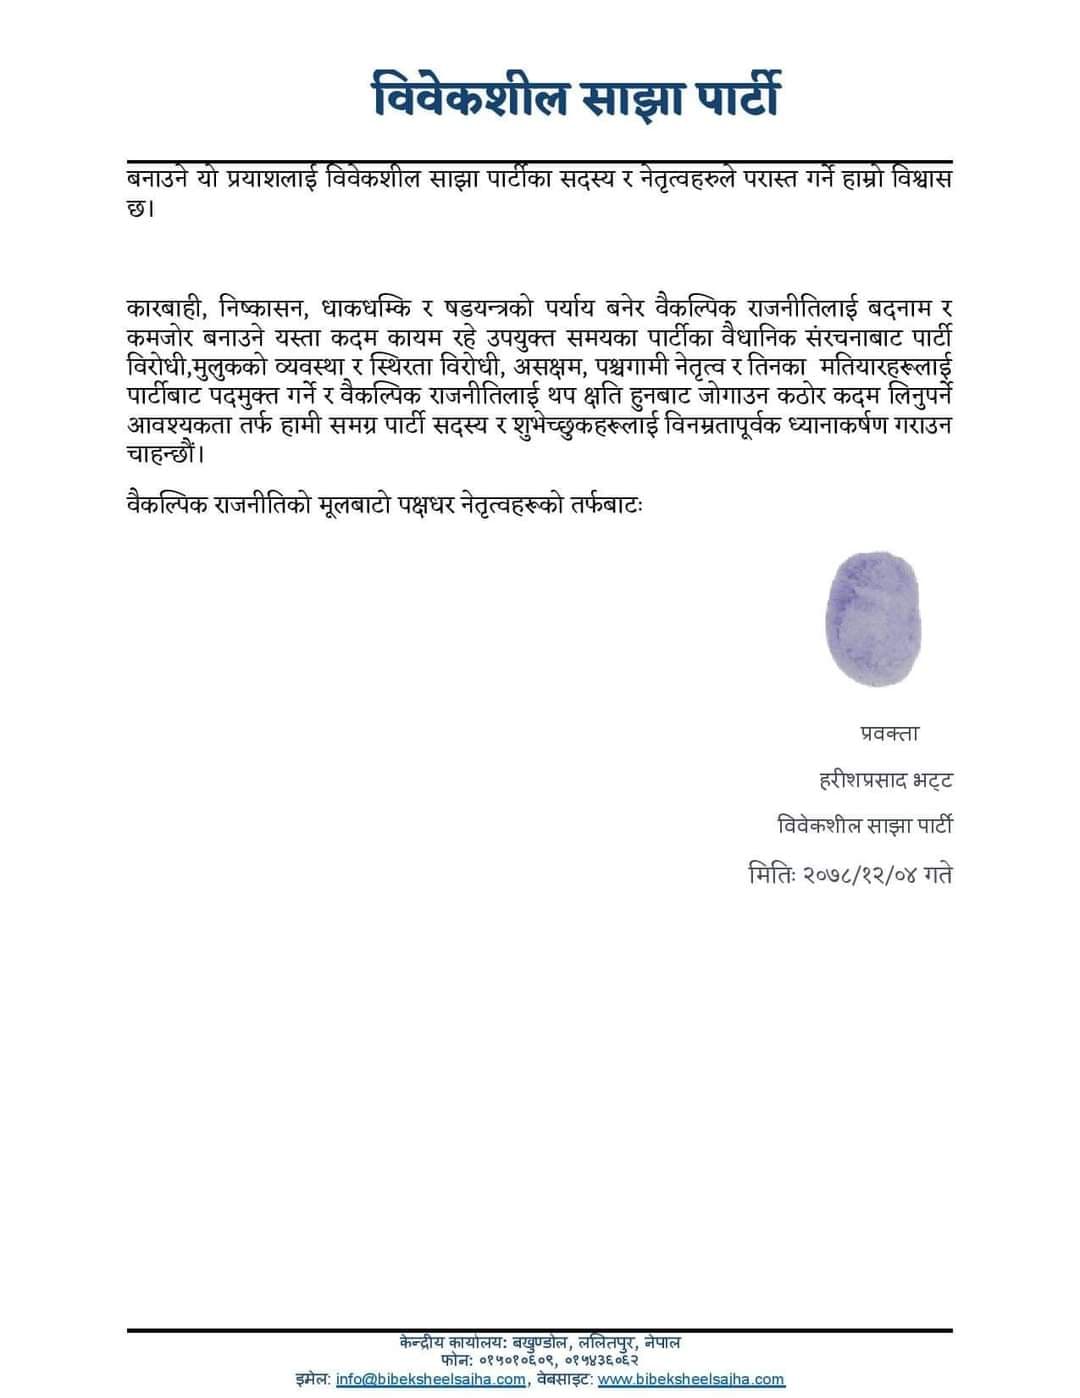 विवेकशील साझा पार्टी
बनाउने यो प्रयाशलाई विवेकशील साझा पार्टीका सदस्य र नेतृत्वहरुले परास्त गर्ने हाम्रो विश्वास
छ।
कारबाही, निष्कासन, धाकधम्कि र षडयन्त्रको पर्याय बनेर वैकल्पिक राजनीतिलाई बदनाम र
कमजोर बनाउने यस्ता कदम कायम रहे उपयुक्त समयका पार्टीका वैधानिक संरचनाबाट पार्टी
विरोधी,मुलुकको व्यवस्था र स्थिरता विरोधी, असक्षम, पश्चगामी नेतृत्व र तिनका मतियारहरूलाई
पार्टीबाट पदमुक्त गर्ने र वैकल्पिक राजनीतिलाई थप क्षति हुनबाट जोगाउन कठोर कदम लिनुपर्ने
आवश्यकता तर्फ हामी समग्र पार्टी सदस्य र शुभेच्छुकहरूलाई विनम्रतापूर्वक ध्यानाकर्षण गराउन
चाहन्छौं।
वैकल्पिक राजनीतिको मूलबाटो पक्षधर नेतृत्वहरूको तर्फबाटः
प्रवक्ता
हरीशप्रसाद भट्ट
विवेकशील साझा पार्टी
मितिः २०७८/१२/०४ गते
केन्द्रीय कार्यालय: बखुण्डोल, ललितपुर, नेपाल
फोन: ०१५०१०६०९, ०१५४३६०६२
इमेल: info@bibeksheelsajha.com, वेबसाइट: www.bibeksheelsajha.com